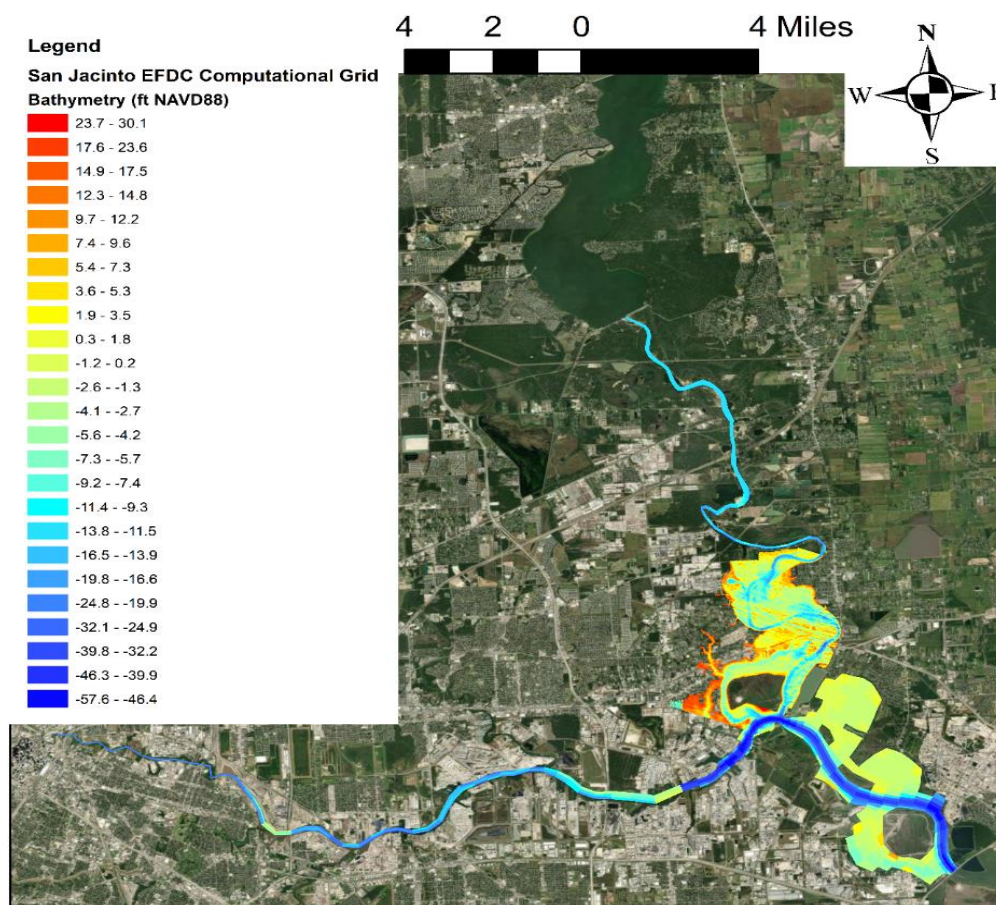 4 2 0 4 Miles
N
W E
S
Legend
San Jacinto EFDC Computational Grid
Bathymetry (ft NAVD88)
23.7 - 30.1
17.6 - 23.6
14.9 - 17.5
12.3 - 14.8
9.7 - 12.2
7.4 - 9.6
5.4 - 7.3
3.6 - 5.3
1.9 - 3.5
0.3 - 1.8
-1.2 - 0.2
-2.6 - -1.3
-4.1 - -2.7
-5.6 - -4.2
-7.3 - -5.7
-9.2 - -7.4
-11.4 - -9.3
-13.8 - -11.5
-16.5 - -13.9
-19.8 - -16.6
-24.8 - -19.9
-32.1 - -24.9
-39.8 - -32.2
-46.3 - -39.9
-57.6 - -46.4